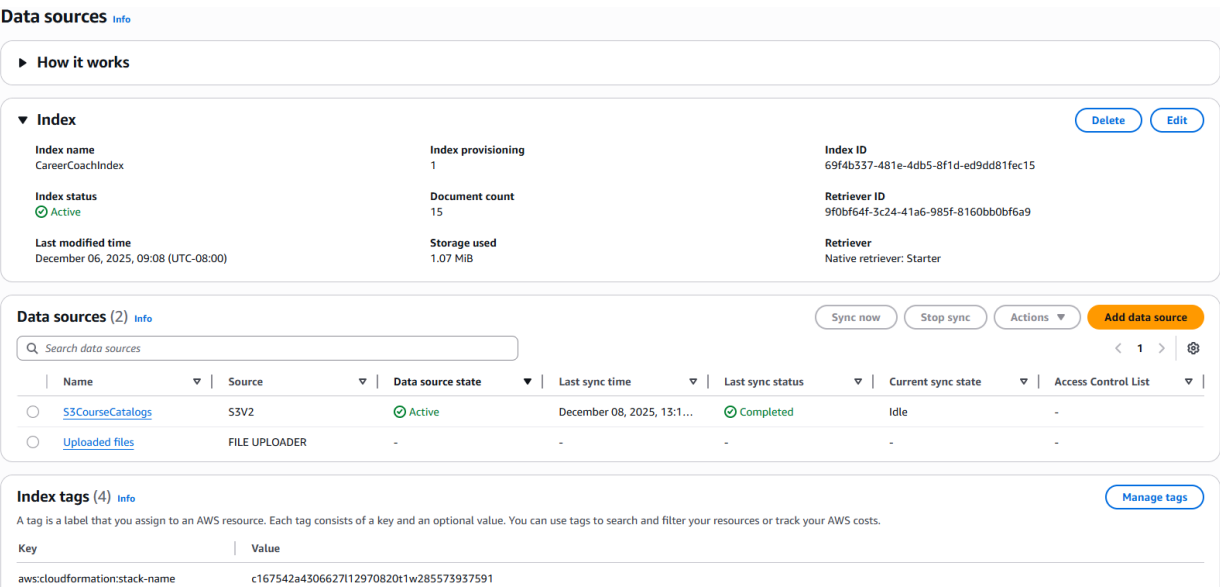 Data sources Info
How it works
Index
Delete
Edit
Index name
CareerCoachIndex
Index provisioning
1
Index ID
69f4b337-481e-4db5-8f1d-ed9dd81fec15
Index status
Active
Document count
15
Retriever ID
9f0bf64f-3c24-41a6-985f-8160bb0bf6a9
Last modified time
December 06, 2025, 09:08 (UTC-08:00)
Storage used
1.07 MiB
Retriever
Native retriever: Starter
Data sources (2) Info
Sync now
Stop sync
Actions
Add data source
Search data sources
1
Name Source Data source state Last sync time Last sync status Current sync state Access Control List
S3CourseCatalogs S3V2 Active December 08, 2025, 13:1... Completed Idle -
Uploaded files FILE UPLOADER - - - - -
Index tags (4) Info
Manage tags
A tag is a label that you assign to an AWS resource. Each tag consists of a key and an optional value. You can use tags to search and filter your resources or track your AWS costs.
Key Value
aws:cloudformation:stack-name c167542a4306627l12970820t1w285573937591